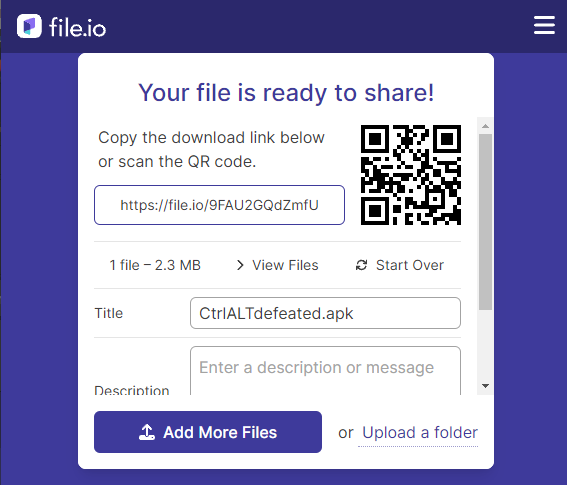 file.io
Your file is ready to share!
Copy the download link below
or scan the QR code.
https://file.io/9FAU2GQdZmfU
1 file – 2.3 MB View Files Start Over
Title CtrlALTdefeated.apk
Enter a description or message
Description
Add More Files or Upload a folder